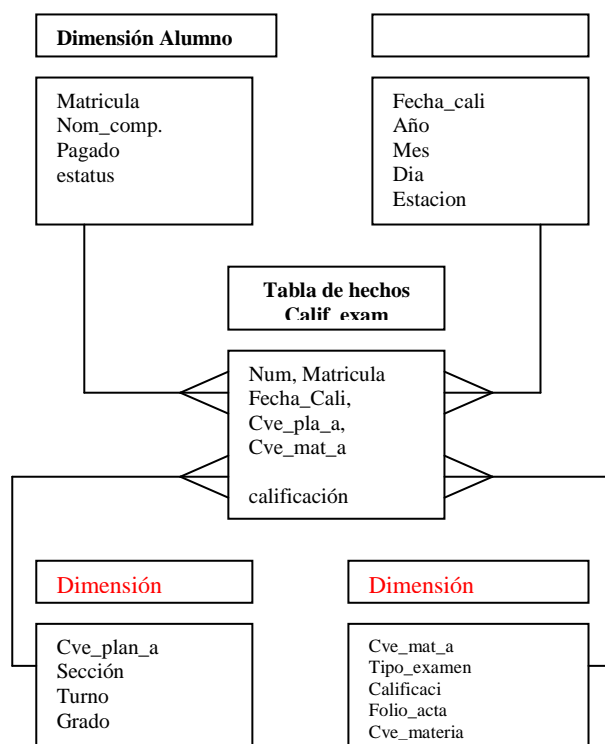 Dimensión Alumno
Matricula
Nom_comp.
Pagado
estatus
Fecha_cali
Año
Mes
Dia
Estacion
Tabla de hechos
Calif_exam
Num, Matricula
Fecha_Cali,
Cve_pla_a,
Cve_mat_a
calificación
Dimensión
Cve_plan_a
Sección
Turno
Grado
Dimensión
Cve_mat_a
Tipo_examen
Calificaci
Folio_acta
Cve_materia